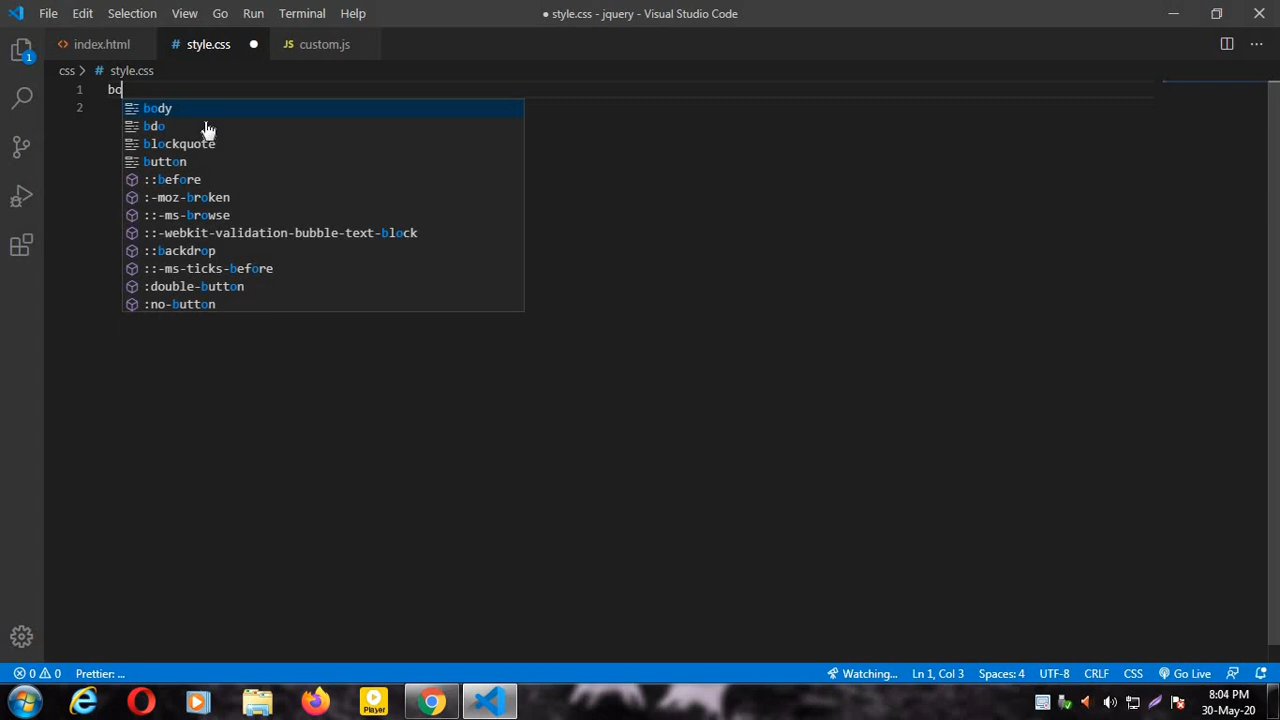 File Edit Selection View Go Run Terminal Help ● style.css - jquery - Visual Studio Code
<> index.html # style.css ● JS custom.js
1
css > # style.css
1 bo
2
body
bdo
blockquote
button
::before
:-moz-broken
::-ms-browse
::-webkit-validation-bubble-text-block
::backdrop
::-ms-ticks-before
:double-button
:no-button
0 0 Prettier: ... Watching... Ln 1, Col 3 Spaces: 4 UTF-8 CRLF CSS Go Live
Player
8:04 PM
30-May-20